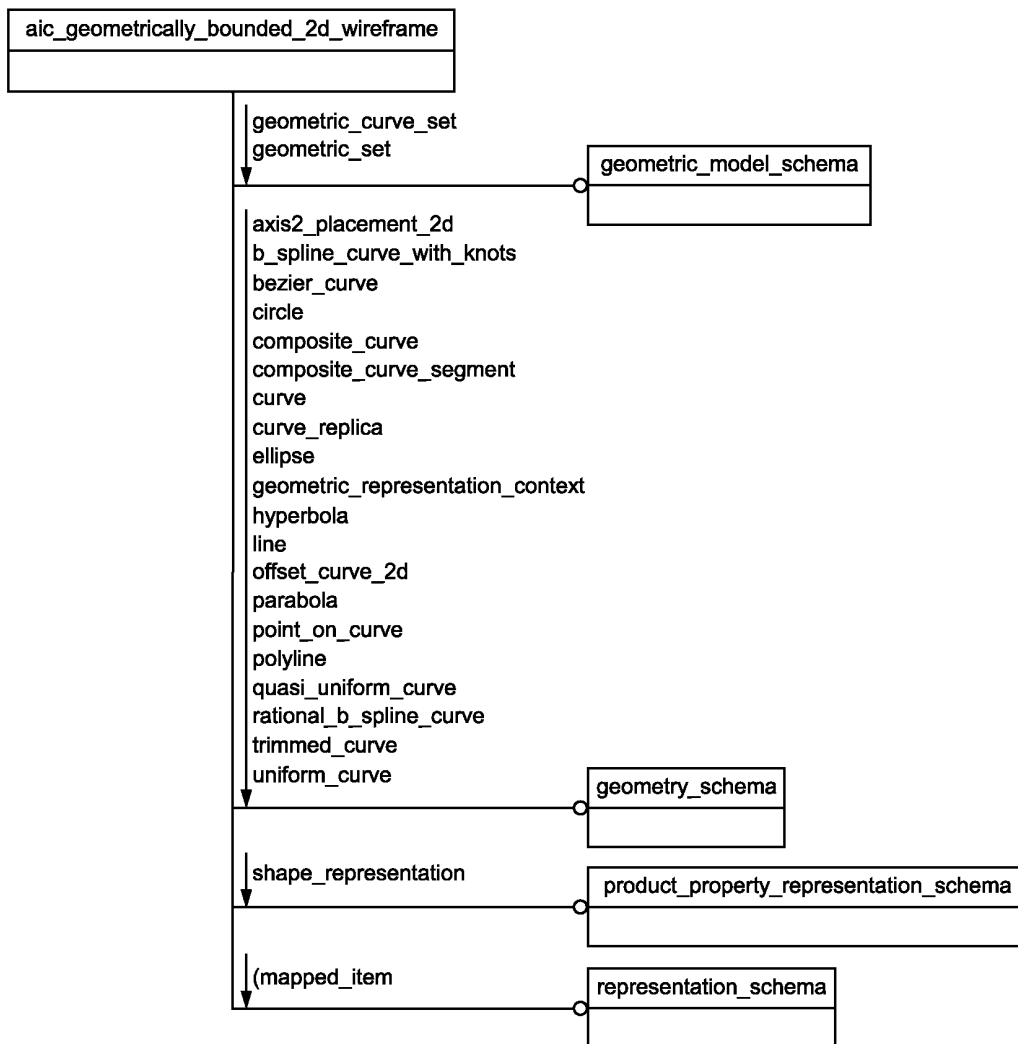 aic_geometrically_bounded_2d_wireframe
geometric_curve_set
geometric_set
geometric_model_schema
axis2_placement_2d
b_spline_curve_with_knots
bezier_curve
circle
composite_curve
composite_curve_segment
curve
curve_replica
ellipse
geometric_representation_context
hyperbola
line
offset_curve_2d
parabola
point_on_curve
polyline
quasi_uniform_curve
rational_b_spline_curve
trimmed_curve
uniform_curve
geometry_schema
shape_representation
product_property_representation_schema
(mapped_item
representation_schema